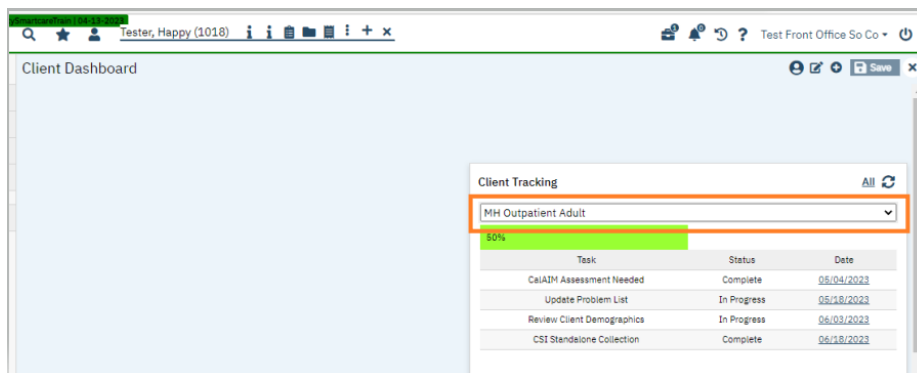 ySmartcareTrain | 04-13-2023
Tester, Happy (1018)
Test Front Office So Co
Client Dashboard
Save
Client Tracking
All
MH Outpatient Adult
50%
Task Status Date
CalAIM Assessment Needed Complete 05/04/2023
Update Problem List In Progress 05/18/2023
Review Client Demographics In Progress 06/03/2023
CSI Standalone Collection Complete 06/18/2023